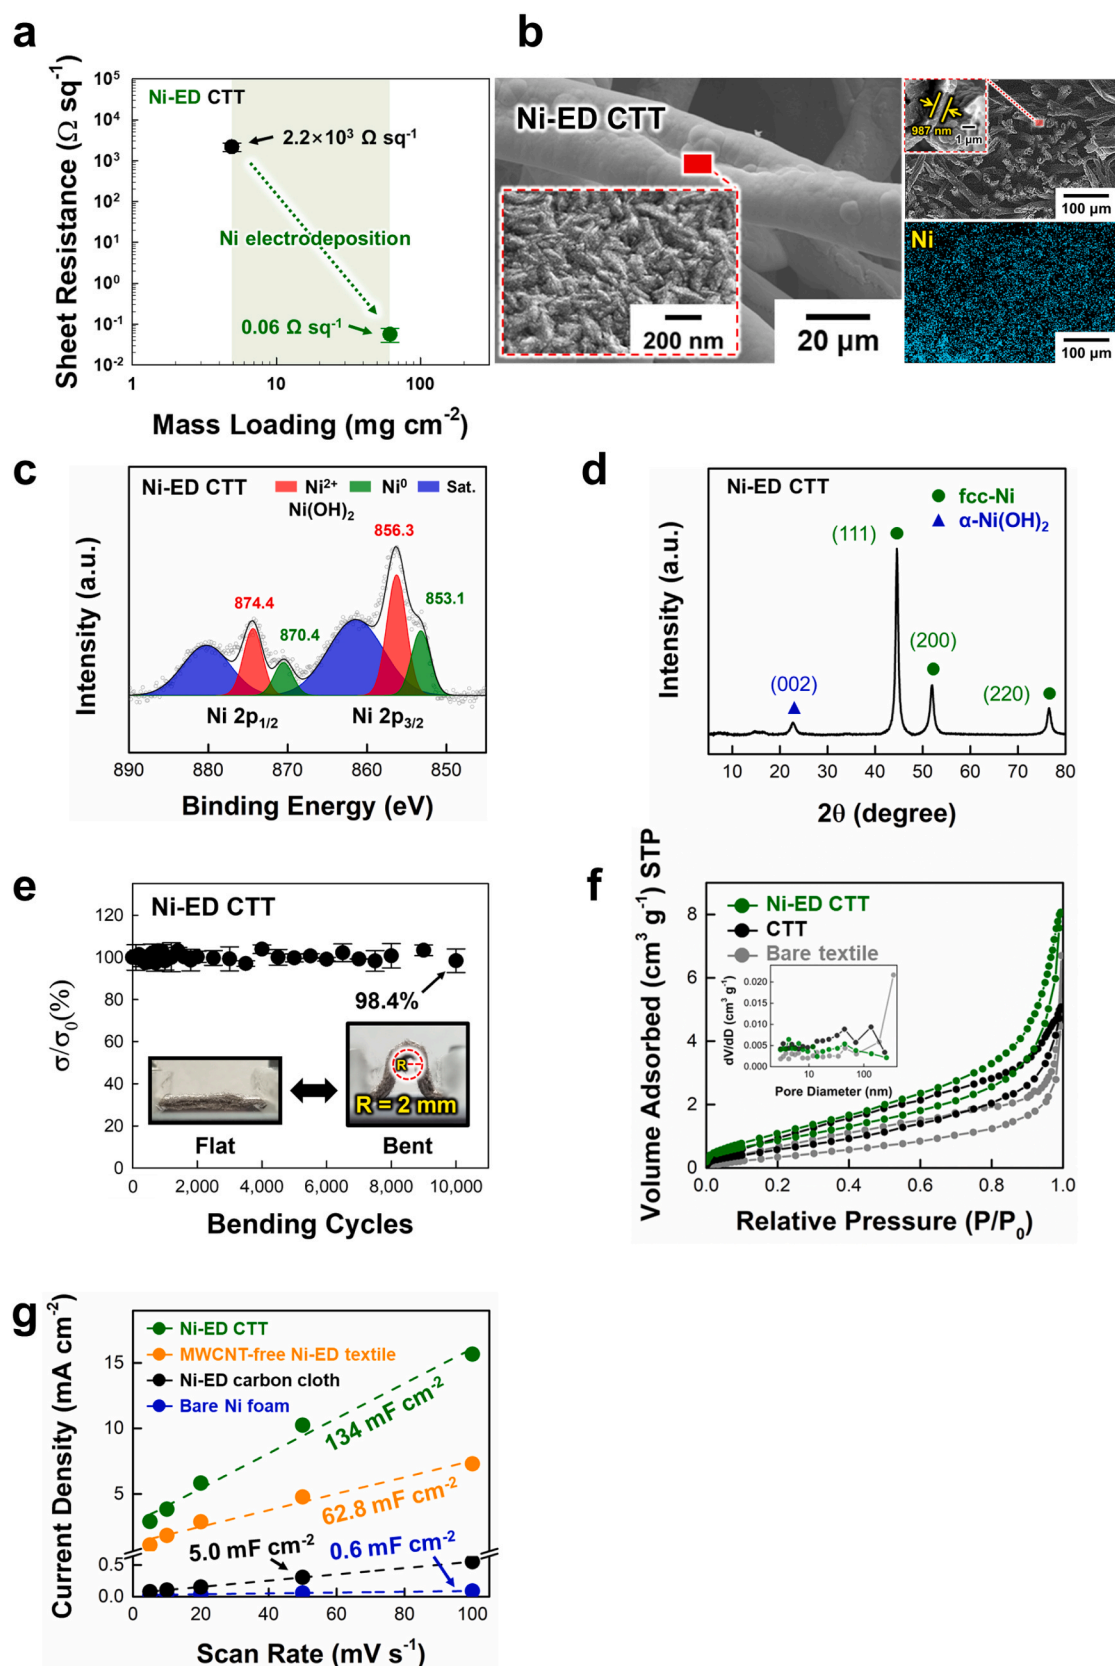 a
Ni-ED CTT
2.2×10³ Ω sq⁻¹
Ni electrodeposition
0.06 Ω sq⁻¹
Sheet Resistance (Ω sq⁻¹)
10⁵
10⁴
10³
10²
10¹
10⁰
10⁻¹
10⁻²
1 10 100
Mass Loading (mg cm⁻²)
b
Ni-ED CTT
200 nm
20 μm
987 nm
1 μm
100 μm
Ni
100 μm
c
Ni-ED CTT
Ni²⁺ Ni⁰ Sat.
Ni(OH)₂
856.3
853.1
874.4
870.4
Ni 2p₁/₂ Ni 2p₃/₂
Intensity (a.u.)
890 880 870 860 850
Binding Energy (eV)
d
Ni-ED CTT
fcc-Ni
α-Ni(OH)₂
(111)
(200)
(002)
(220)
Intensity (a.u.)
10 20 30 40 50 60 70 80
2θ (degree)
e
Ni-ED CTT
98.4%
R
R = 2 mm
Flat Bent
σ/σ₀(%)
120
100
80
60
40
20
0
0 2,000 4,000 6,000 8,000 10,000
Bending Cycles
f
Ni-ED CTT
CTT
Bare textile
dV/dD (cm³ g⁻¹)
0.020
0.015
0.010
0.005
0.000
10 100
Pore Diameter (nm)
Volume Adsorbed (cm³ g⁻¹) STP
8
6
4
2
0
0.0 0.2 0.4 0.6 0.8 1.0
Relative Pressure (P/P₀)
g
Ni-ED CTT
MWCNT-free Ni-ED textile
Ni-ED carbon cloth
Bare Ni foam
134 mF cm⁻²
62.8 mF cm⁻²
5.0 mF cm⁻²
0.6 mF cm⁻²
Current Density (mA cm⁻²)
15
10
5
0.5
0.0
0 20 40 60 80 100
Scan Rate (mV s⁻¹)